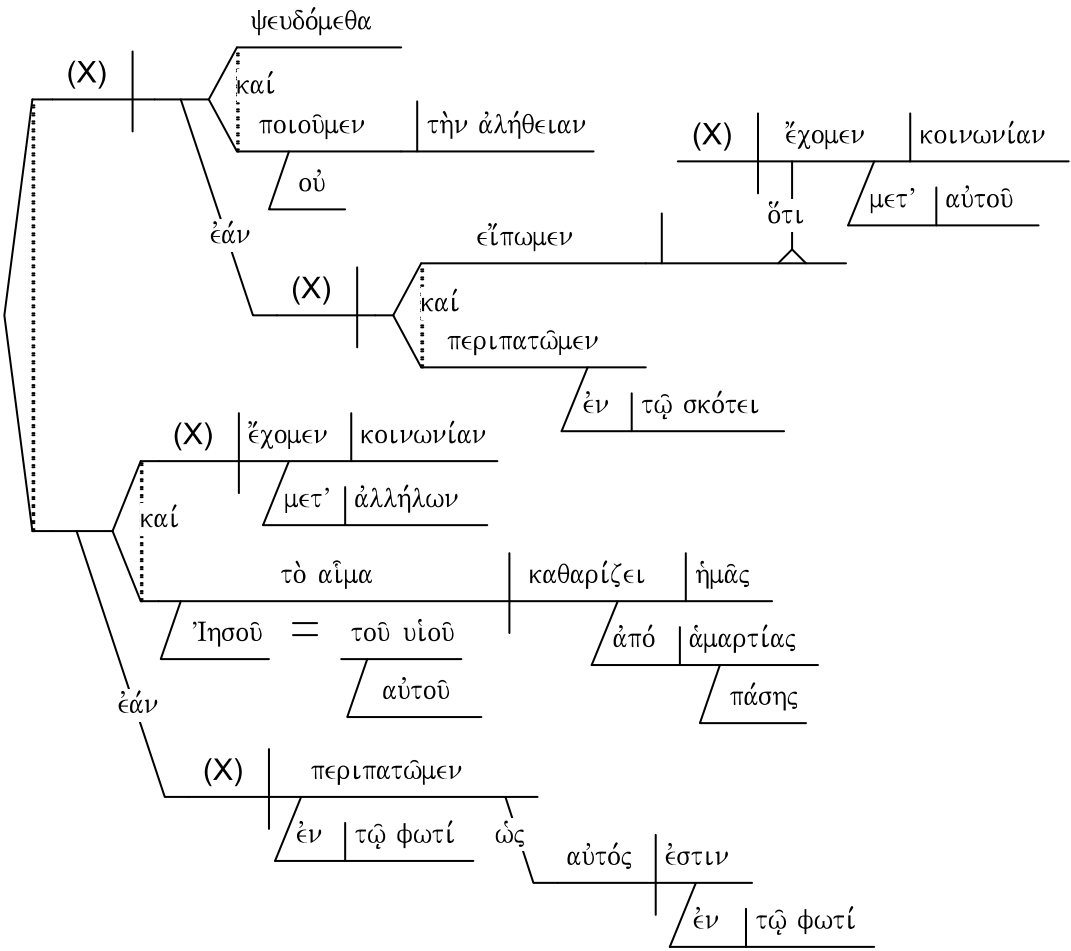 ψευδόμεθα
(X)
καί
ποιοῦμεν τὴν ἀλήθειαν
οὐ
(X) ἔχομεν κοινωνίαν
μετ’ αὐτοῦ
ὅτι
ἐάν
εἴπωμεν
(X)
καί
περιπατῶμεν
ἐν τῷ σκότει
(X) ἔχομεν κοινωνίαν
μετ’ ἀλλήλων
καί
τὸ αἷμα καθαρίζει ἡμᾶς
Ἰησοῦ = τοῦ υἱοῦ
ἀπό ἁμαρτίας
αὐτοῦ
πάσης
ἐάν
(X) περιπατῶμεν
ἐν τῷ φωτί
ὡς
αὐτός ἐστιν
ἐν τῷ φωτί